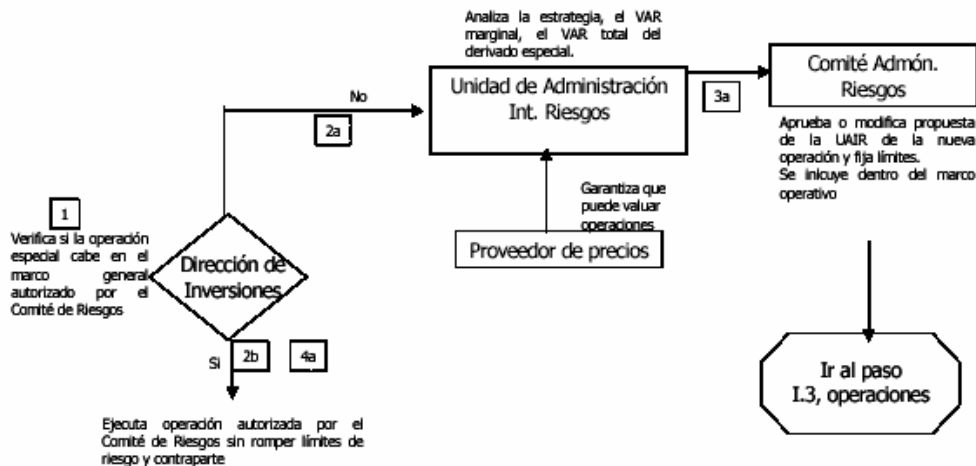 Analiza la estrategia, el VAR
marginal, el VAR total del
derivado especial.
No
2a
Unidad de Administración
Int. Riesgos
3a
Comité Admón.
Riesgos
Aprueba o modifica propuesta
de la UAIR de la nueva
operación y fija límites.
Se inicuye dentro del marco
operativo
Garantiza que
puede valuar
operaciones
Proveedor de precios
1
Verifica si la operación
especial cabe en el
marco general
autorizado por el
Comité de Riesgos
Dirección de
Inversiones
Si
2b
4a
Ejecuta operación autorizada por el
Comité de Riesgos sin romper límites de
riesgo y contraparte
Ir al paso
I.3, operaciones